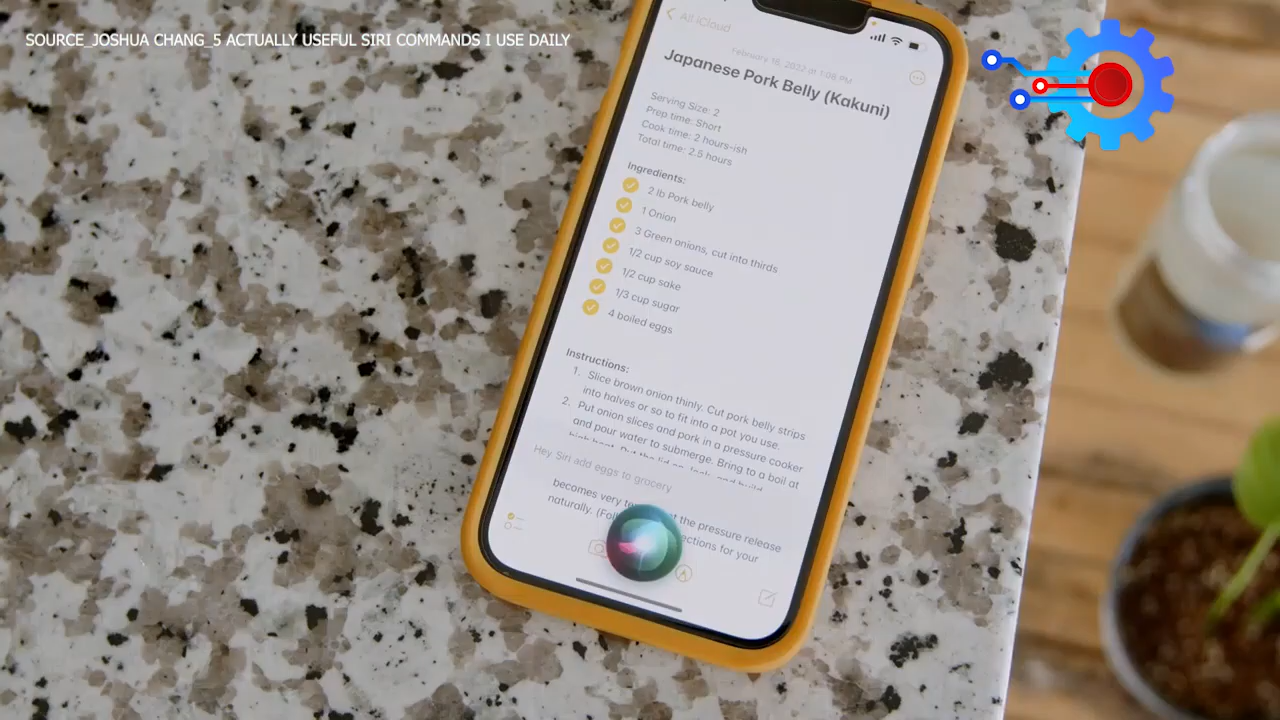 SOURCE_JOSHUA CHANG_5 ACTUALLY USEFUL SIRI COMMANDS I USE DAILY
All iCloud
February 16, 2022 at 1:08 PM
Japanese Pork Belly (Kakuni)
Serving Size: 2
Prep time: Short
Cook time: 2 hours-ish
Total time: 2.5 hours
Ingredients:
2 lb Pork belly
1 Onion
3 Green onions, cut into thirds
1/2 cup soy sauce
1/2 cup sake
1/3 cup sugar
4 boiled eggs
Instructions:
1. Slice brown onion thinly. Cut pork belly strips
into halves or so to fit into a pot you use.
2. Put onion slices and pork in a pressure cooker
and pour water to submerge. Bring to a boil at
Hey Siri add eggs to grocery
becomes very the pressure release
naturally. for your